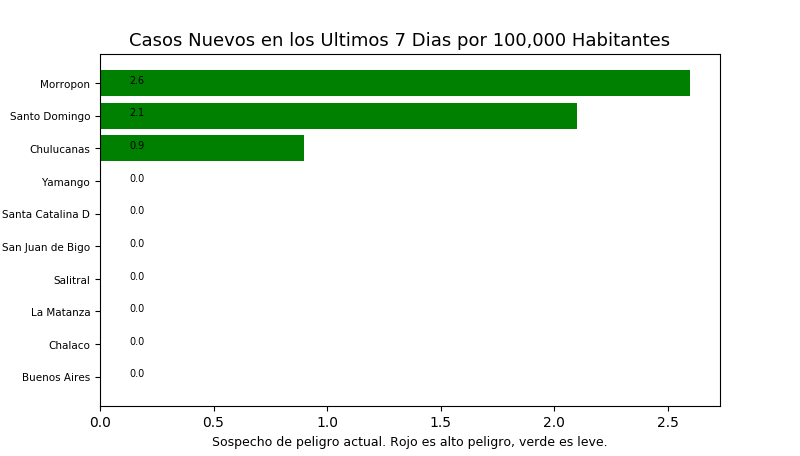 Casos Nuevos en los Ultimos 7 Dias por 100,000 Habitantes
Morropon 2.6
Santo Domingo 2.1
Chulucanas 0.9
Yamango 0.0
Santa Catalina D 0.0
San Juan de Bigo 0.0
Salitral 0.0
La Matanza 0.0
Chalaco 0.0
Buenos Aires 0.0
0.0 0.5 1.0 1.5 2.0 2.5
Sospecho de peligro actual. Rojo es alto peligro, verde es leve.